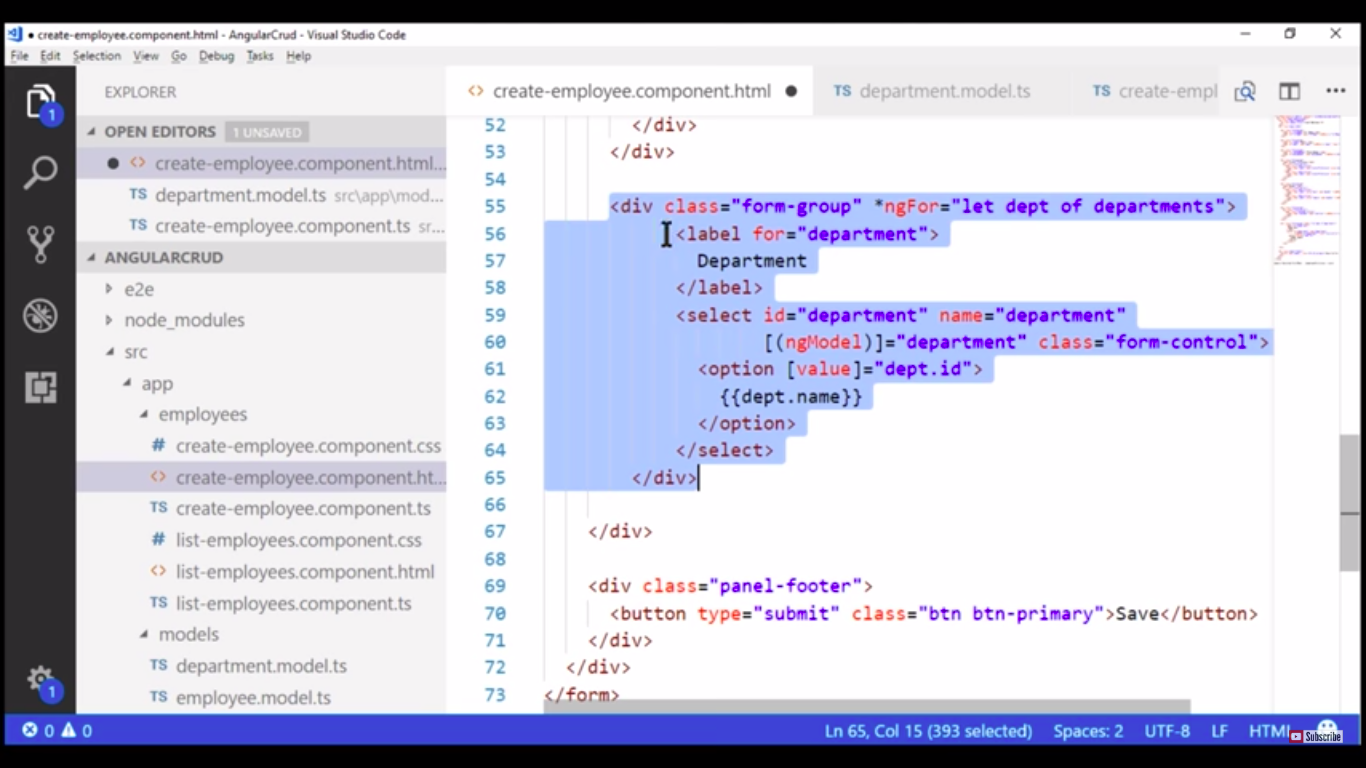 create-employee.component.html - AngularCrud - Visual Studio Code
File Edit Selection View Go Debug Tasks Help
EXPLORER
OPEN EDITORS 1 UNSAVED
create-employee.component.html...
TS department.model.ts src\app\mod...
TS create-employee.component.ts sr...
ANGULARCRUD
e2e
node_modules
src
app
employees
# create-employee.component.css
<> create-employee.component.ht...
TS create-employee.component.ts
# list-employees.component.css
<> list-employees.component.html
TS list-employees.component.ts
models
TS department.model.ts
TS employee.model.ts
1
1
<> create-employee.component.html ● TS department.model.ts TS create-empl
52 </div>
53 </div>
54
55 <div class="form-group" *ngFor="let dept of departments">
56 <label for="department">
57 Department
58 </label>
59 <select id="department" name="department"
60 [(ngModel)]="department" class="form-control">
61 <option [value]="dept.id">
62 {{dept.name}}
63 </option>
64 </select>
65 </div>
66
67 </div>
68
69 <div class="panel-footer">
70 <button type="submit" class="btn btn-primary">Save</button>
71 </div>
72 </div>
73 </form>
0 0 Ln 65, Col 15 (393 selected) Spaces: 2 UTF-8 LF HTML
Subscribe